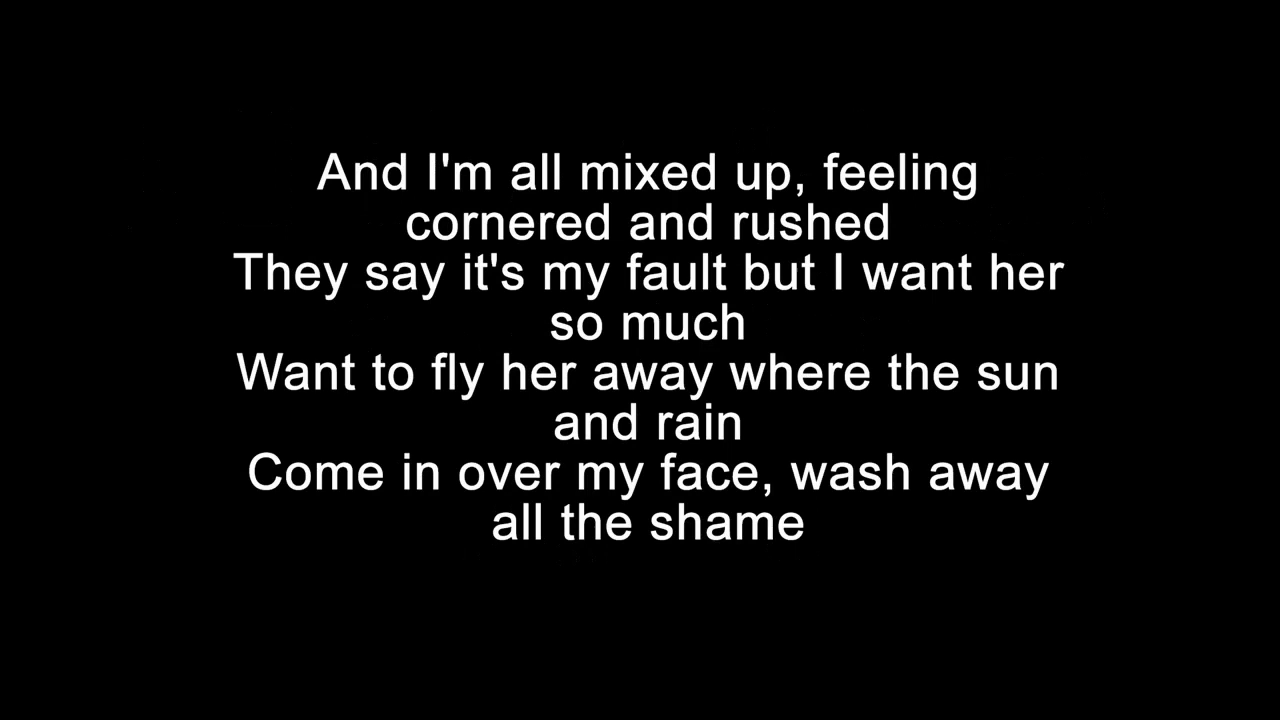 And I'm all mixed up, feeling
cornered and rushed
They say it's my fault but I want her
so much
Want to fly her away where the sun
and rain
Come in over my face, wash away
all the shame